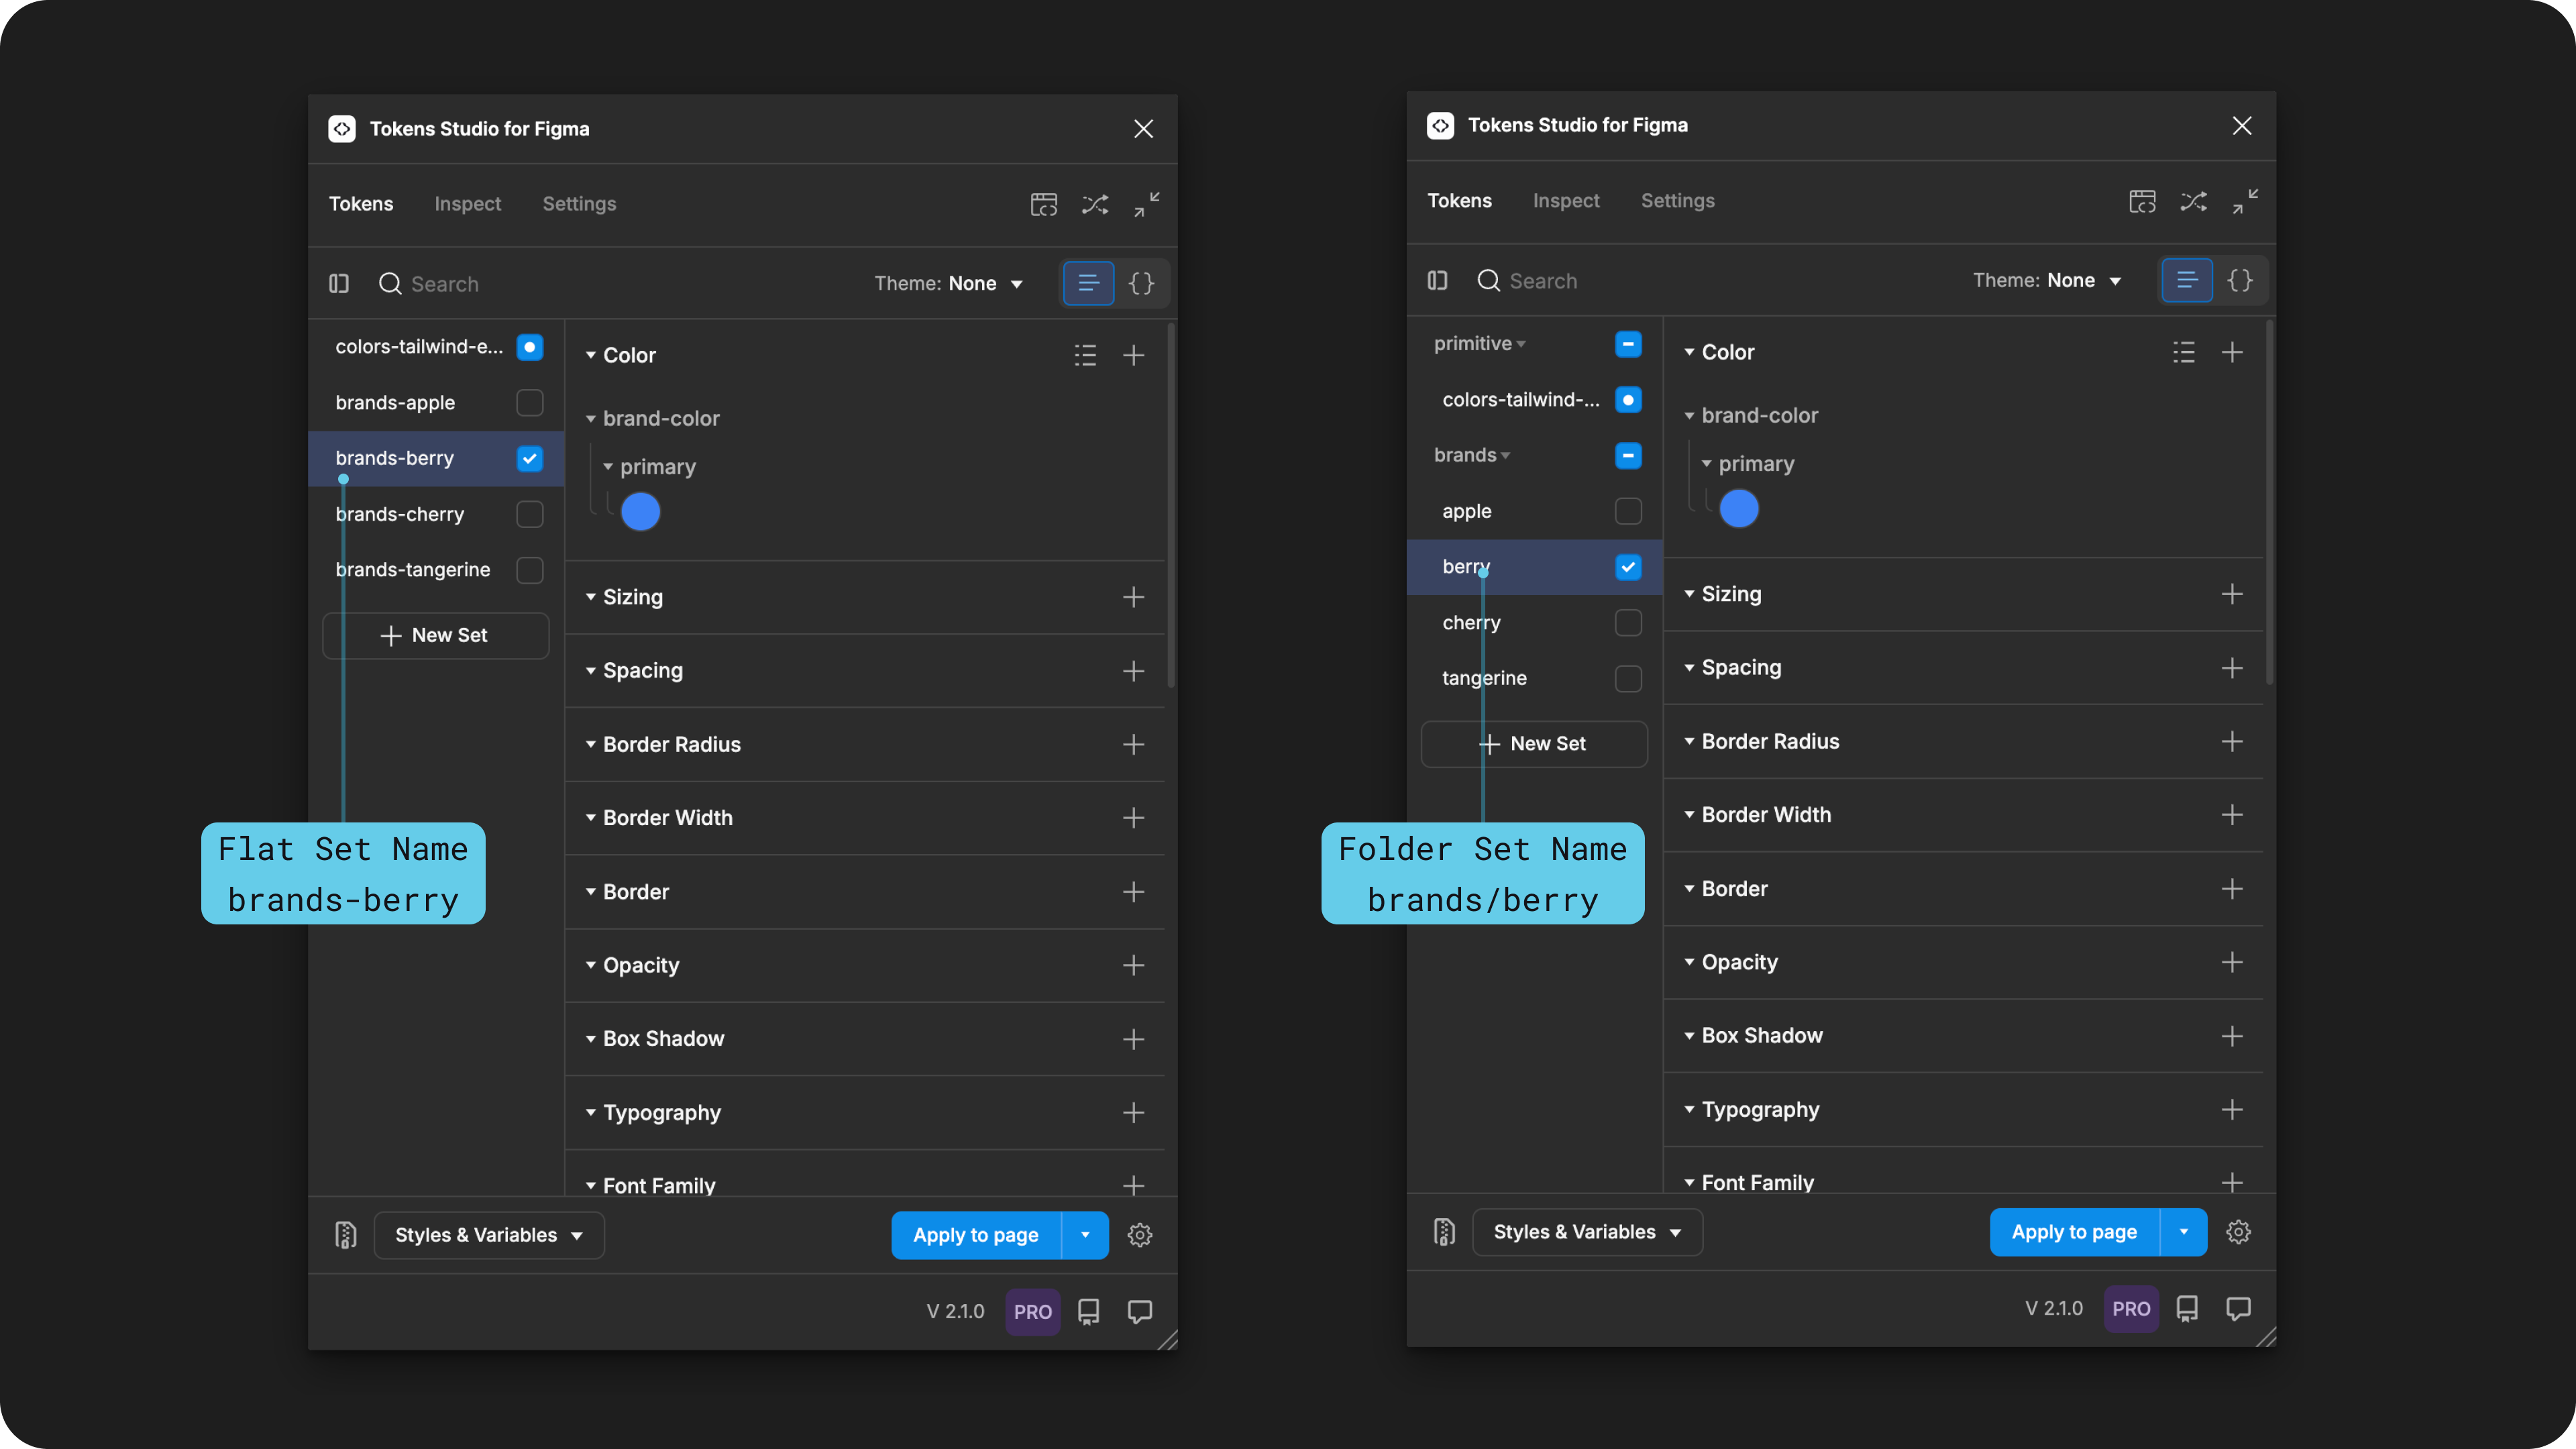 Tokens Studio for Figma
Tokens Inspect Settings
Search
Theme: None
{}
colors-tailwind-e...
brands-apple
brands-berry
brands-cherry
brands-tangerine
New Set
Color
brand-color
primary
Sizing
Spacing
Border Radius
Border Width
Border
Opacity
Box Shadow
Typography
Font Family
Flat Set Name
brands-berry
Styles & Variables
Apply to page
V 2.1.0 PRO
Tokens Studio for Figma
Tokens Inspect Settings
Search
Theme: None
{}
primitive
colors-tailwind-...
brands
apple
berry
cherry
tangerine
New Set
Color
brand-color
primary
Sizing
Spacing
Border Radius
Border Width
Border
Opacity
Box Shadow
Typography
Font Family
Folder Set Name
brands/berry
Styles & Variables
Apply to page
V 2.1.0 PRO